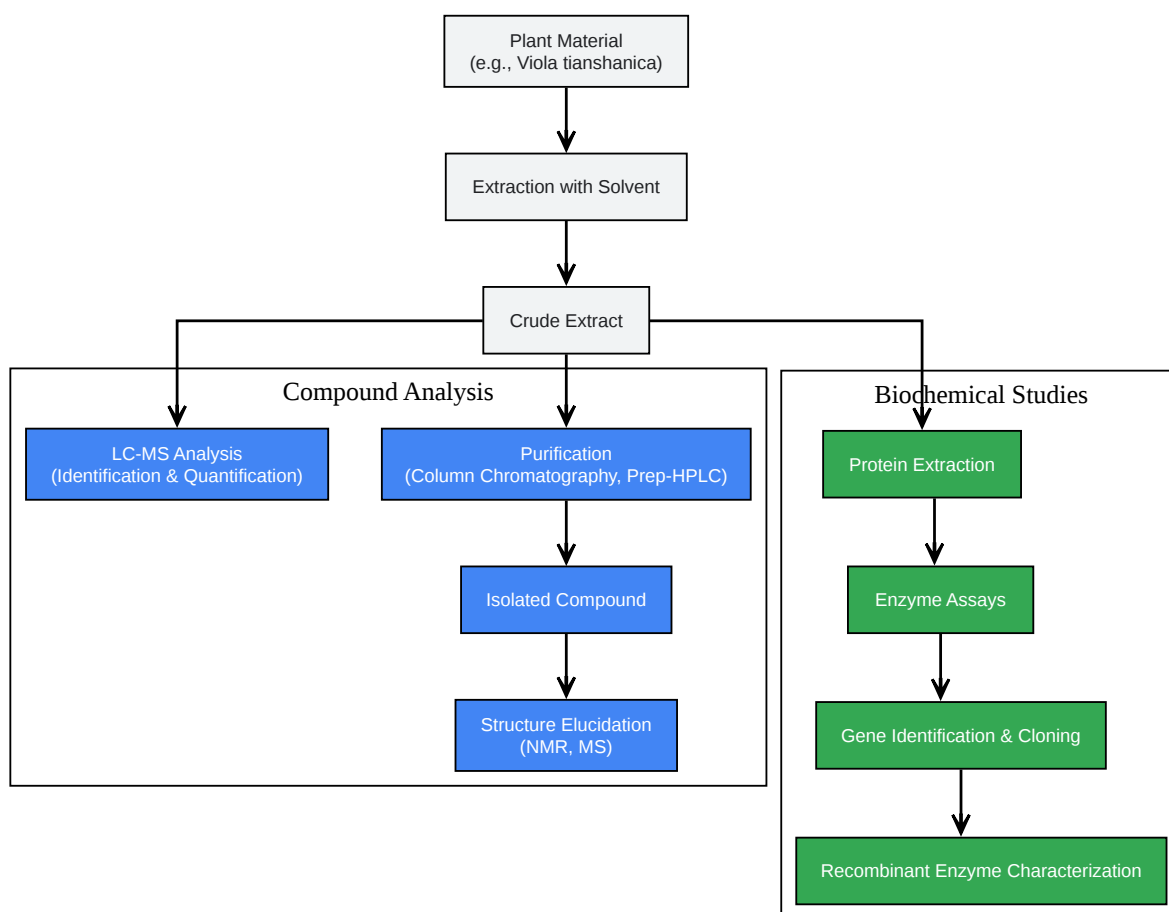 Plant Material
(e.g., Viola tianshanica)
Extraction with Solvent
Crude Extract
Compound Analysis
LC-MS Analysis
(Identification & Quantification)
Purification
(Column Chromatography, Prep-HPLC)
Isolated Compound
Structure Elucidation
(NMR, MS)
Biochemical Studies
Protein Extraction
Enzyme Assays
Gene Identification & Cloning
Recombinant Enzyme Characterization